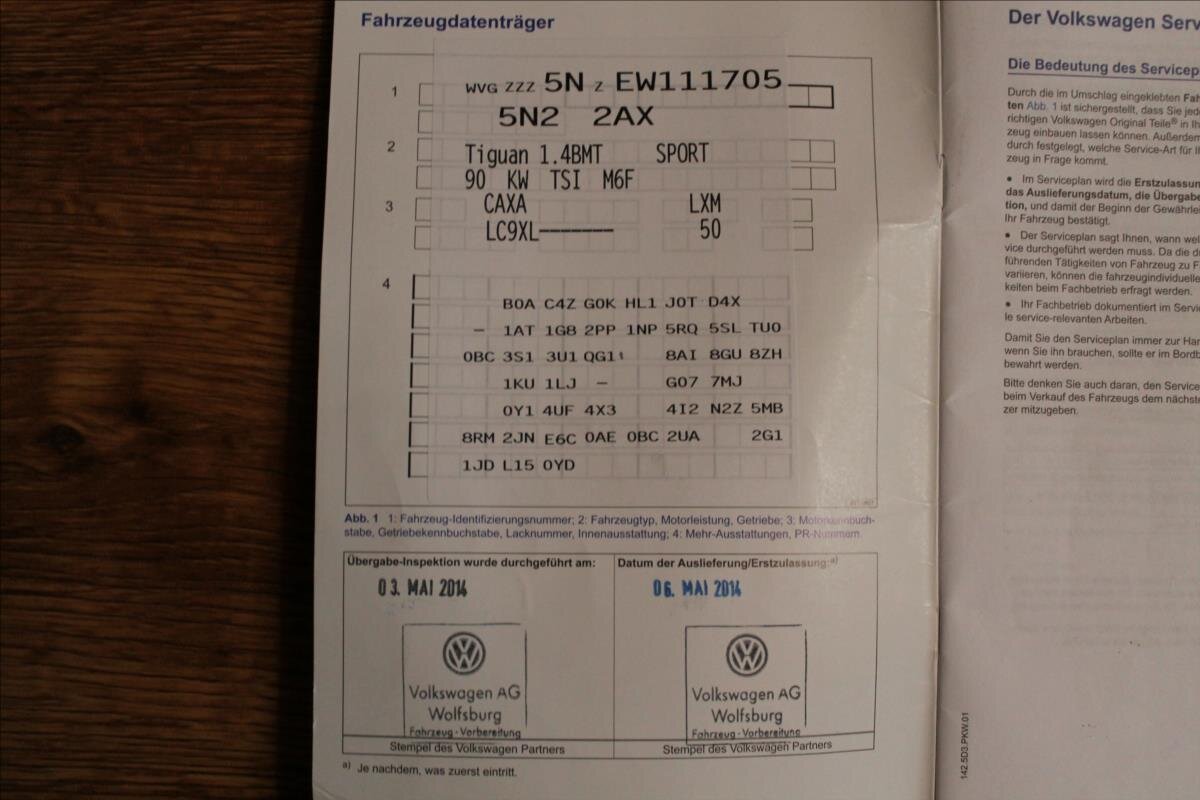 Fahrzeugdatenträger
1 WVG ZZZ 5N Z EW111705
5N2 2AX
2 Tiguan 1.4BMT SPORT
90 KW TSI M6F
3 CAXA LXM
LC9XL------- 50
4
B0A C4Z G0K HL1 J0T D4X
- 1AT 1G8 2PP 1NP 5RQ 5SL TU0
0BC 3S1 3U1 QG1 8AI 8GU 8ZH
1KU 1LJ - G07 7MJ
0Y1 4UF 4X3 4I2 N2Z 5MB
8RM 2JN E6C 0AE 0BC 2UA 2G1
1JD L15 0YD
Abb. 1 1: Fahrzeug-Identifizierungsnummer; 2: Fahrzeugtyp, Motorleistung, Getriebe; 3: Motorkennbuch-
stabe, Getriebekennbuchstabe, Lacknummer, Innenausstattung; 4: Mehr-Ausstattungen, PR-Nummern.
Übergabe-Inspektion wurde durchgeführt am:
03. MAI 2014
Volkswagen AG
Wolfsburg
Fahrzeug-Vorbereitung
Stempel des Volkswagen Partners
Datum der Auslieferung/Erstzulassung:a)
06. MAI 2014
Volkswagen AG
Wolfsburg
Fahrzeug-Vorbereitung
Stempel des Volkswagen Partners
a) Je nachdem, was zuerst eintritt.
Der Volkswagen Serv
Die Bedeutung des Servicep
Durch die im Umschlag eingeklebten Fah
ten Abb. 1 ist sichergestellt, dass Sie jed
richtigen Volkswagen Original Teile® in Ih
zeug einbauen lassen können. Außerdem
durch festgelegt, welche Service-Art für Ih
zeug in Frage kommt.
• Im Serviceplan wird die Erstzulassun
das Auslieferungsdatum, die Übergabe
tion, und damit der Beginn der Gewährle
Ihr Fahrzeug bestätigt.
• Der Serviceplan sagt Ihnen, wann wel
vice durchgeführt werden muss. Da die d
führenden Tätigkeiten von Fahrzeug zu F
variieren, können die fahrzeugindividuelle
keiten beim Fachbetrieb erfragt werden.
• Ihr Fachbetrieb dokumentiert im Servi
le service-relevanten Arbeiten.
Damit Sie den Serviceplan immer zur Har
wenn Sie ihn brauchen, sollte er im Bordb
bewahrt werden.
Bitte denken Sie auch daran, den Service
beim Verkauf des Fahrzeugs dem nächste
zer mitzugeben.
142.5D3.PKW.01